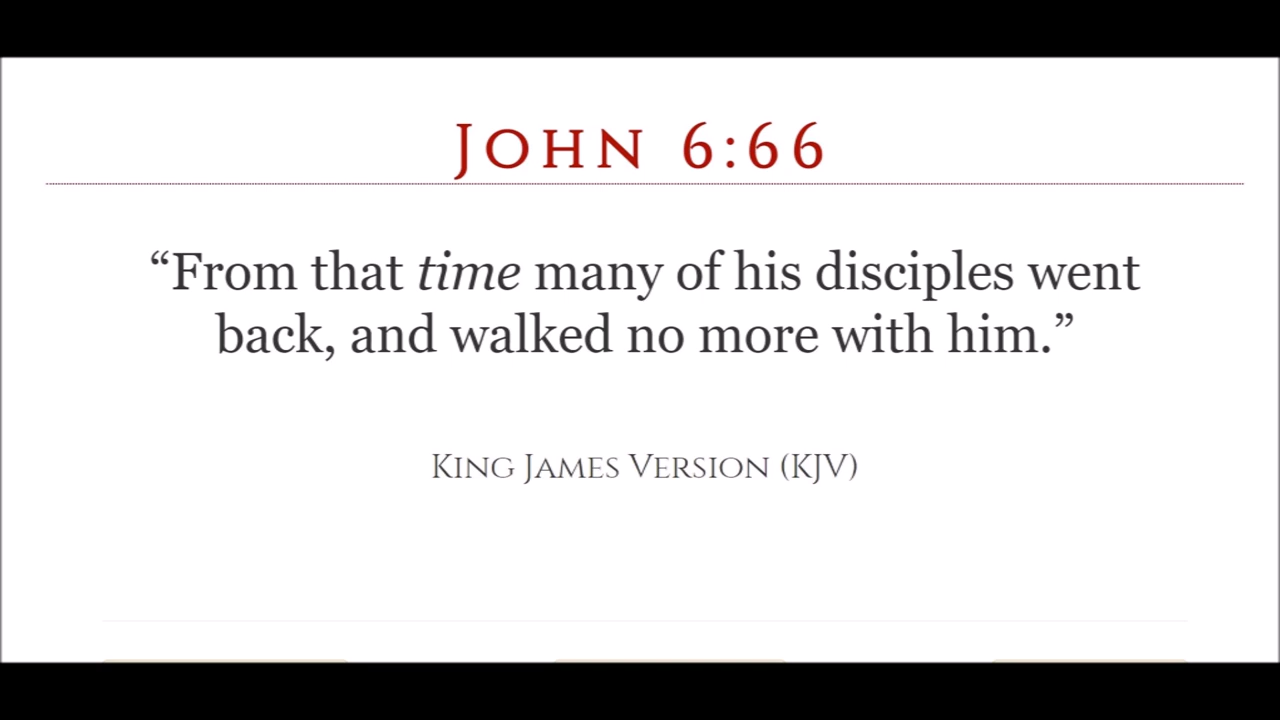 John 6:66
“From that time many of his disciples went
back, and walked no more with him.”
King James Version (KJV)